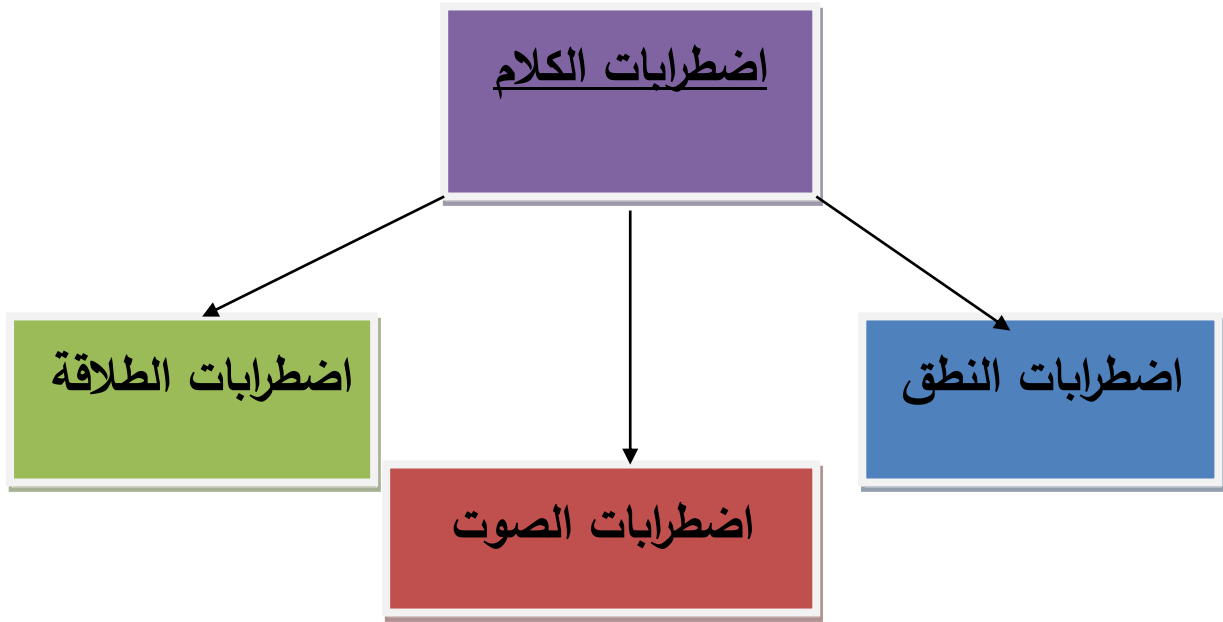 اضطرابات الكلام
اضطرابات النطق
اضطرابات الطلاقة
اضطرابات الصوت